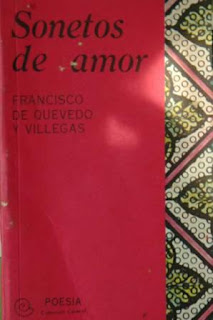 Sonetos
de amor
FRANCISCO
DE QUEVEDO
Y VILLEGAS
POESIA